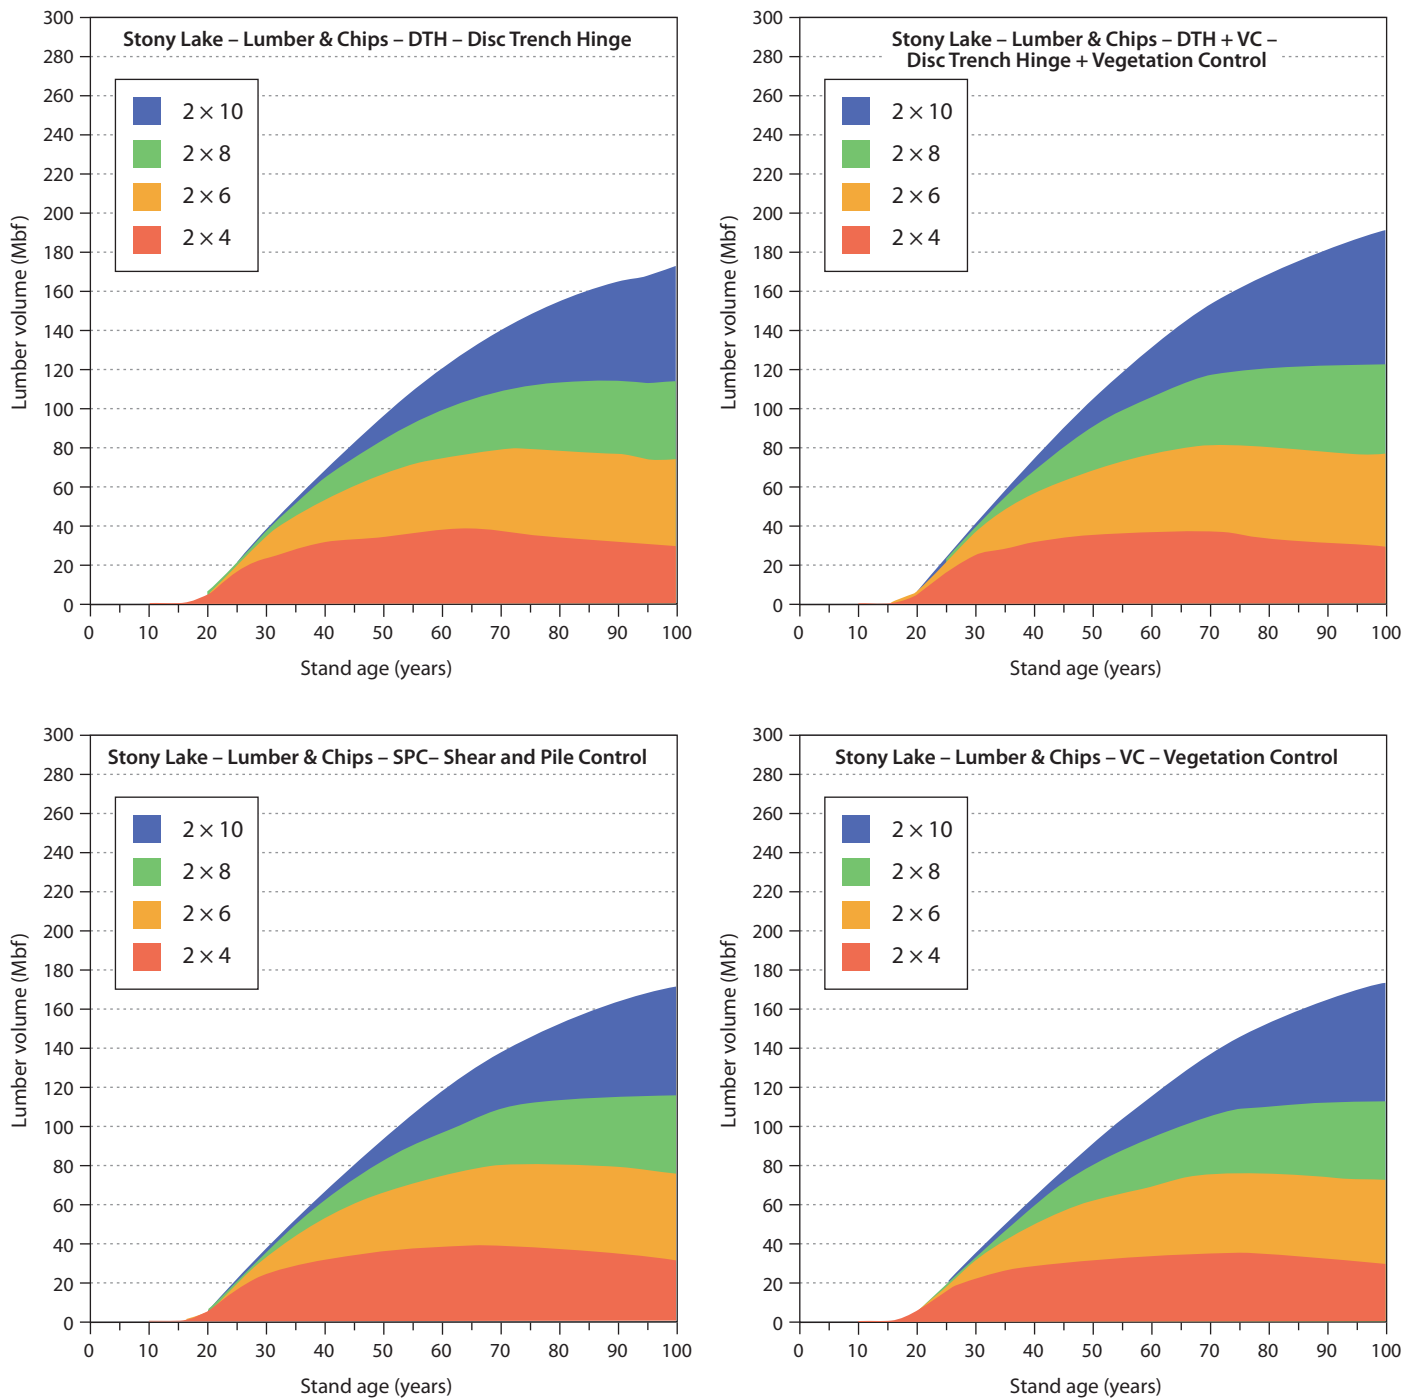 Stony Lake – Lumber & Chips – DTH – Disc Trench Hinge
2 × 10
2 × 8
2 × 6
2 × 4
Lumber volume (Mbf)
300
280
260
240
220
200
180
160
140
120
100
80
60
40
20
0
0 10 20 30 40 50 60 70 80 90 100
Stand age (years)
Stony Lake – Lumber & Chips – DTH + VC –
Disc Trench Hinge + Vegetation Control
2 × 10
2 × 8
2 × 6
2 × 4
Lumber volume (Mbf)
300
280
260
240
220
200
180
160
140
120
100
80
60
40
20
0
0 10 20 30 40 50 60 70 80 90 100
Stand age (years)
Stony Lake – Lumber & Chips – SPC– Shear and Pile Control
2 × 10
2 × 8
2 × 6
2 × 4
Lumber volume (Mbf)
300
280
260
240
220
200
180
160
140
120
100
80
60
40
20
0
0 10 20 30 40 50 60 70 80 90 100
Stand age (years)
Stony Lake – Lumber & Chips – VC – Vegetation Control
2 × 10
2 × 8
2 × 6
2 × 4
Lumber volume (Mbf)
300
280
260
240
220
200
180
160
140
120
100
80
60
40
20
0
0 10 20 30 40 50 60 70 80 90 100
Stand age (years)